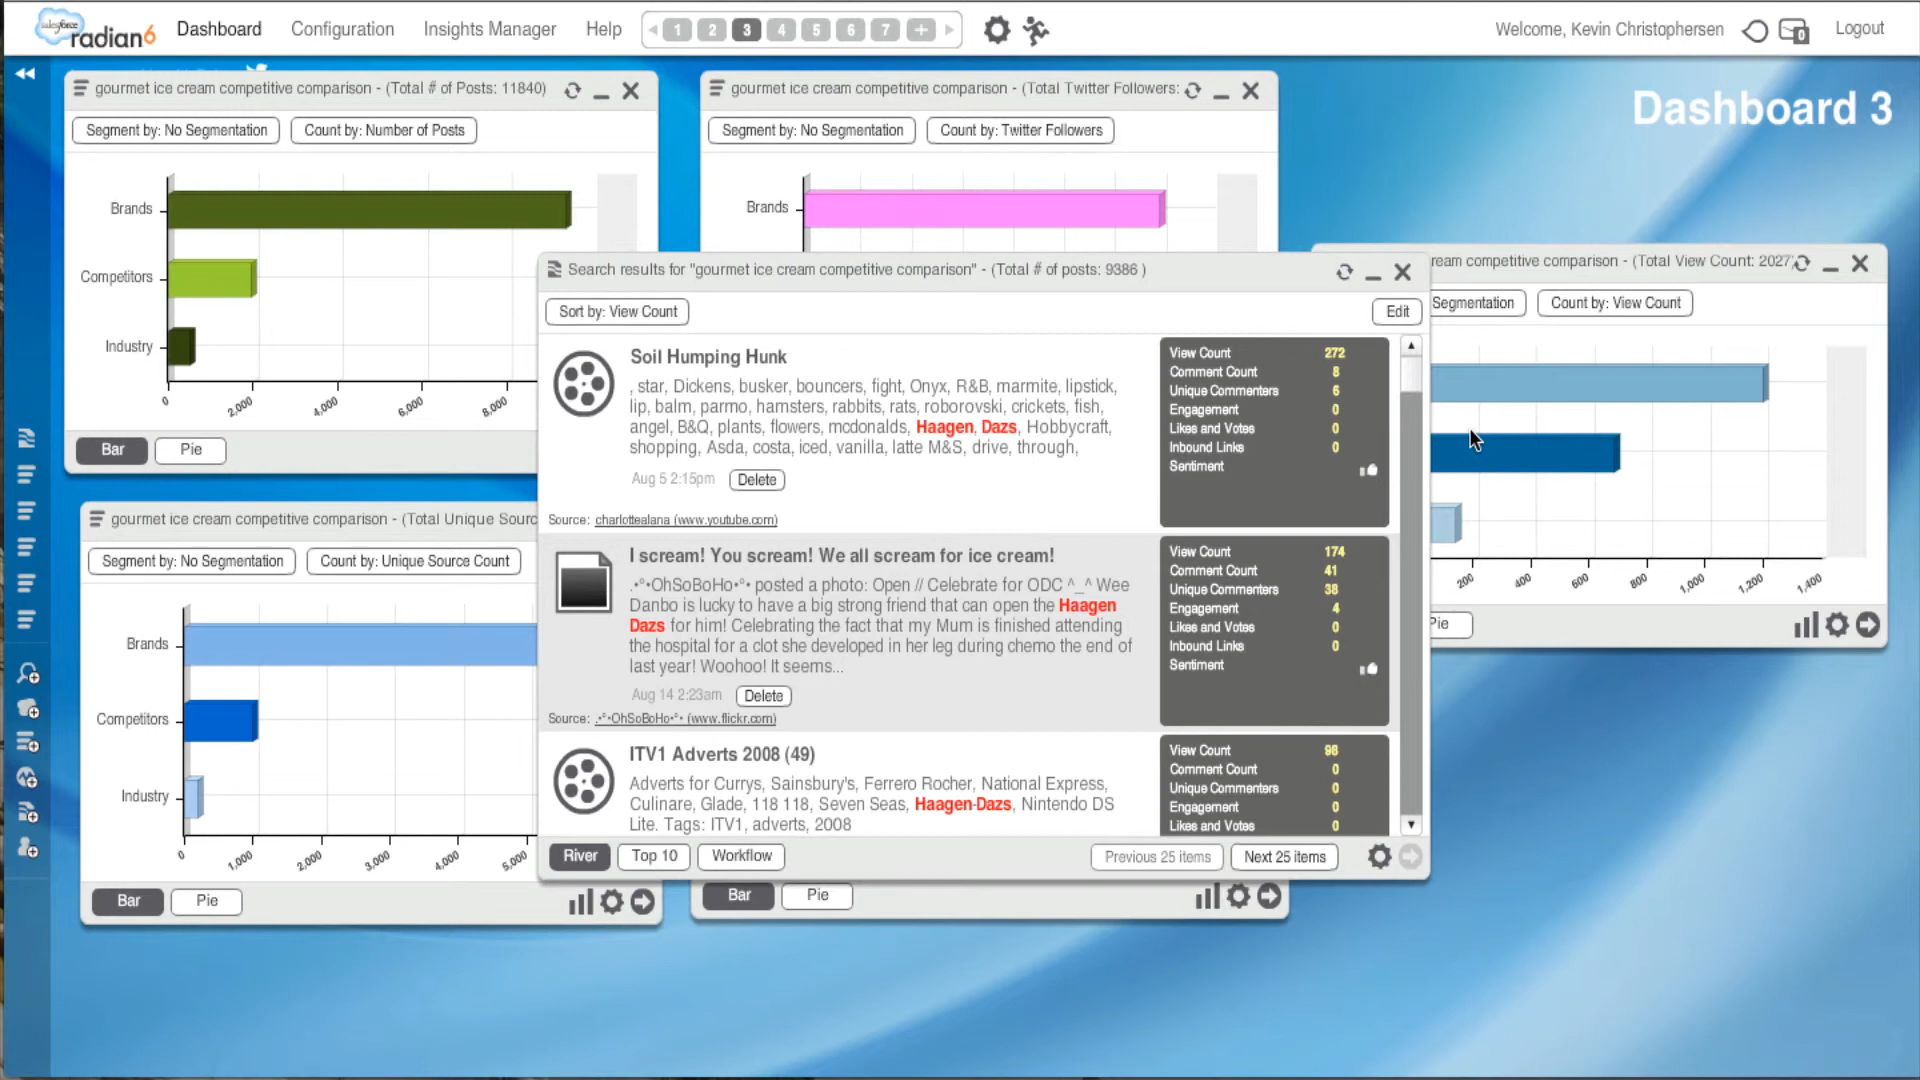 salesforce
radian6
Dashboard
Configuration
Insights Manager
Help
1 2 3 4 5 6 7 +
Welcome, Kevin Christophersen
0
Logout
Dashboard 3
gourmet ice cream competitive comparison - (Total # of Posts: 11840)
Segment by: No Segmentation
Count by: Number of Posts
Brands
Competitors
Industry
0 2,000 4,000 6,000 8,000
Bar
Pie
gourmet ice cream competitive comparison - (Total Twitter Followers:
Segment by: No Segmentation
Count by: Twitter Followers
Brands
Bar
Pie
ream competitive comparison - (Total View Count: 2027
Segmentation
Count by: View Count
200 400 600 800 1,000 1,200 1,400
Pie
gourmet ice cream competitive comparison - (Total Unique Sourc
Segment by: No Segmentation
Count by: Unique Source Count
Brands
Competitors
Industry
0 1,000 2,000 3,000 4,000 5,000
Bar
Pie
Search results for "gourmet ice cream competitive comparison" - (Total # of posts: 9386 )
Sort by: View Count
Edit
Soil Humping Hunk
, star, Dickens, busker, bouncers, fight, Onyx, R&B, marmite, lipstick,
lip, balm, parmo, hamsters, rabbits, rats, roborovski, crickets, fish,
angel, B&Q, plants, flowers, mcdonalds, Haagen, Dazs, Hobbycraft,
shopping, Asda, costa, iced, vanilla, latte M&S, drive, through,
Aug 5 2:15pm
Delete
Source: charlottealana (www.youtube.com)
View Count 272
Comment Count 8
Unique Commenters 6
Engagement 0
Likes and Votes 0
Inbound Links 0
Sentiment
I scream! You scream! We all scream for ice cream!
.•°•OhSoBoHo•°• posted a photo: Open // Celebrate for ODC ^_^ Wee
Danbo is lucky to have a big strong friend that can open the Haagen
Dazs for him! Celebrating the fact that my Mum is finished attending
the hospital for a clot she developed in her leg during chemo the end of
last year! Woohoo! It seems...
Aug 14 2:23am
Delete
Source: .•°•OhSoBoHo•°• (www.flickr.com)
View Count 174
Comment Count 41
Unique Commenters 38
Engagement 4
Likes and Votes 0
Inbound Links 0
Sentiment
ITV1 Adverts 2008 (49)
Adverts for Currys, Sainsbury's, Ferrero Rocher, National Express,
Culinare, Glade, 118 118, Seven Seas, Haagen-Dazs, Nintendo DS
Lite. Tags: ITV1, adverts, 2008
View Count 98
Comment Count 0
Unique Commenters 0
Engagement 0
Likes and Votes 0
River
Top 10
Workflow
Previous 25 items
Next 25 items